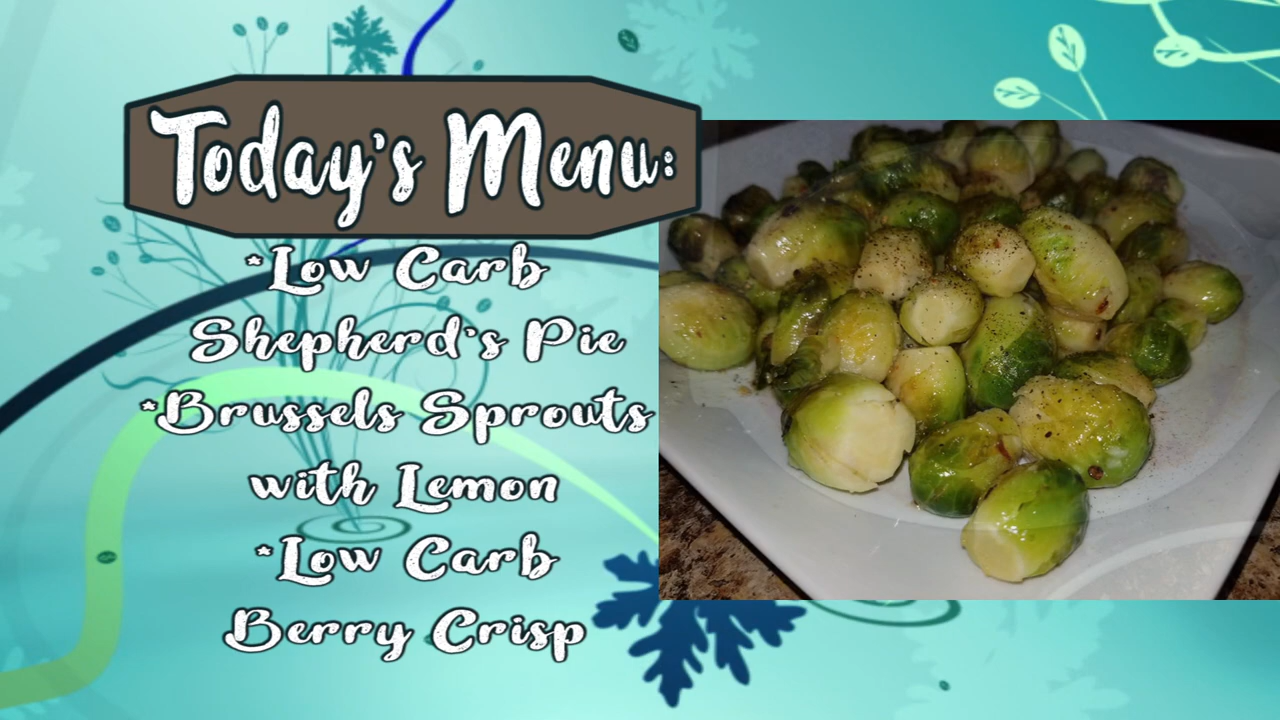 Today's Menu:
*Low Carb
Shepherd's Pie
*Brussels Sprouts
with Lemon
*Low Carb
Berry Crisp